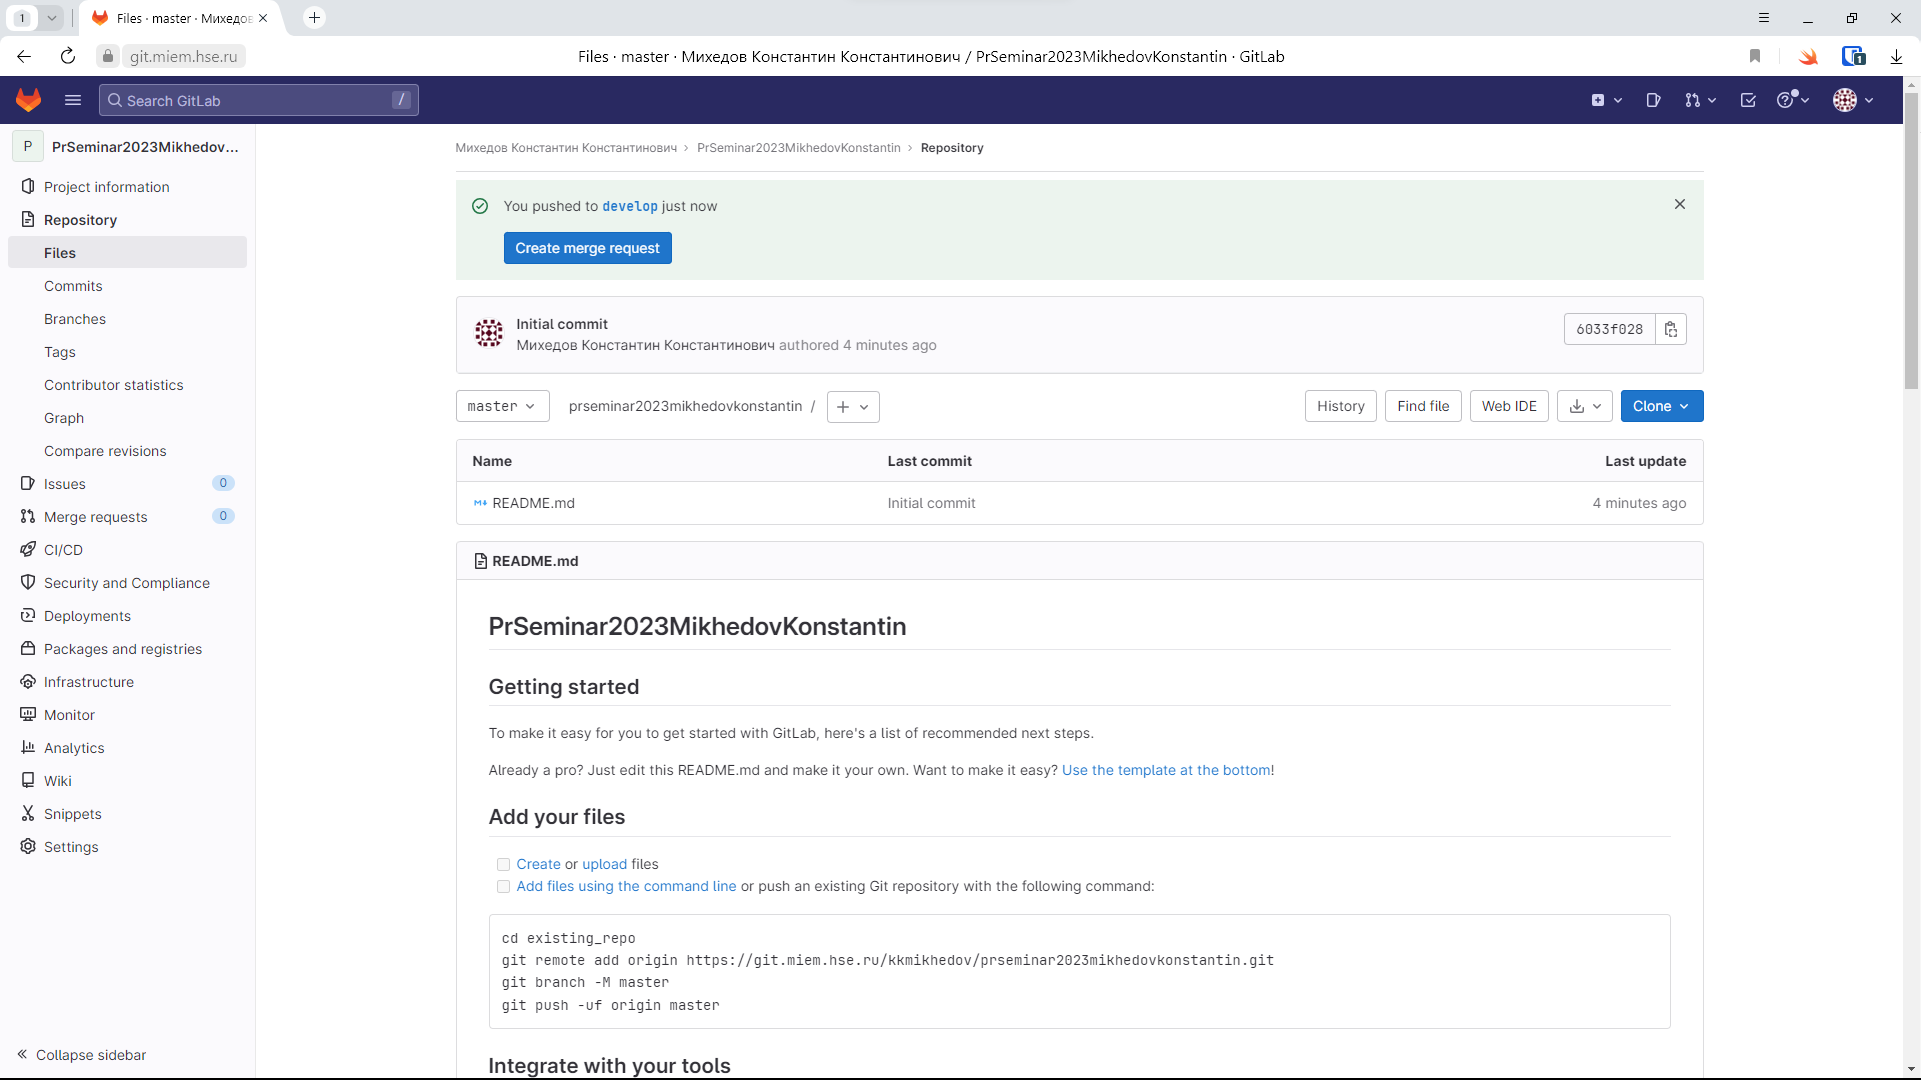 1
Files · master · Михедов
git.miem.hse.ru
Files · master · Михедов Константин Константинович / PrSeminar2023MikhedovKonstantin · GitLab
1
Search GitLab /
P PrSeminar2023Mikhedov...
Project information
Repository
Files
Commits
Branches
Tags
Contributor statistics
Graph
Compare revisions
Issues 0
Merge requests 0
CI/CD
Security and Compliance
Deployments
Packages and registries
Infrastructure
Monitor
Analytics
Wiki
Snippets
Settings
Collapse sidebar
Михедов Константин Константинович › PrSeminar2023MikhedovKonstantin › Repository
You pushed to develop just now
Create merge request
Initial commit
Михедов Константин Константинович authored 4 minutes ago
6033f028
master prseminar2023mikhedovkonstantin / + History Find file Web IDE Clone
Name Last commit Last update
README.md Initial commit 4 minutes ago
README.md
PrSeminar2023MikhedovKonstantin
Getting started
To make it easy for you to get started with GitLab, here's a list of recommended next steps.
Already a pro? Just edit this README.md and make it your own. Want to make it easy? Use the template at the bottom!
Add your files
Create or upload files
Add files using the command line or push an existing Git repository with the following command:
cd existing_repo
git remote add origin https://git.miem.hse.ru/kkmikhedov/prseminar2023mikhedovkonstantin.git
git branch -M master
git push -uf origin master
Integrate with your tools